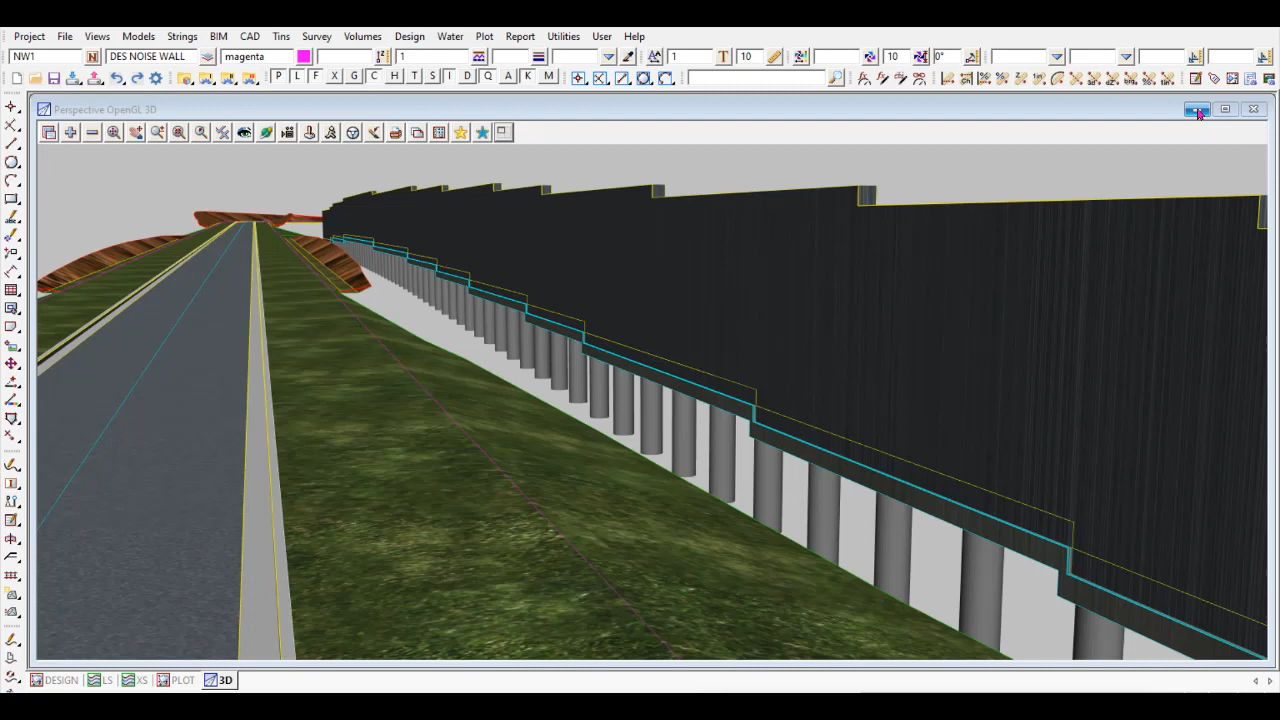 Project File Views Models Strings BIM CAD Tins Survey Volumes Design Water Plot Report Utilities User Help
NW1 DES NOISE WALL magenta 1 1 10 10 0°
P L F X G C H T S I D Q A K M
Perspective OpenGL 3D
DESIGN LS XS PLOT 3D